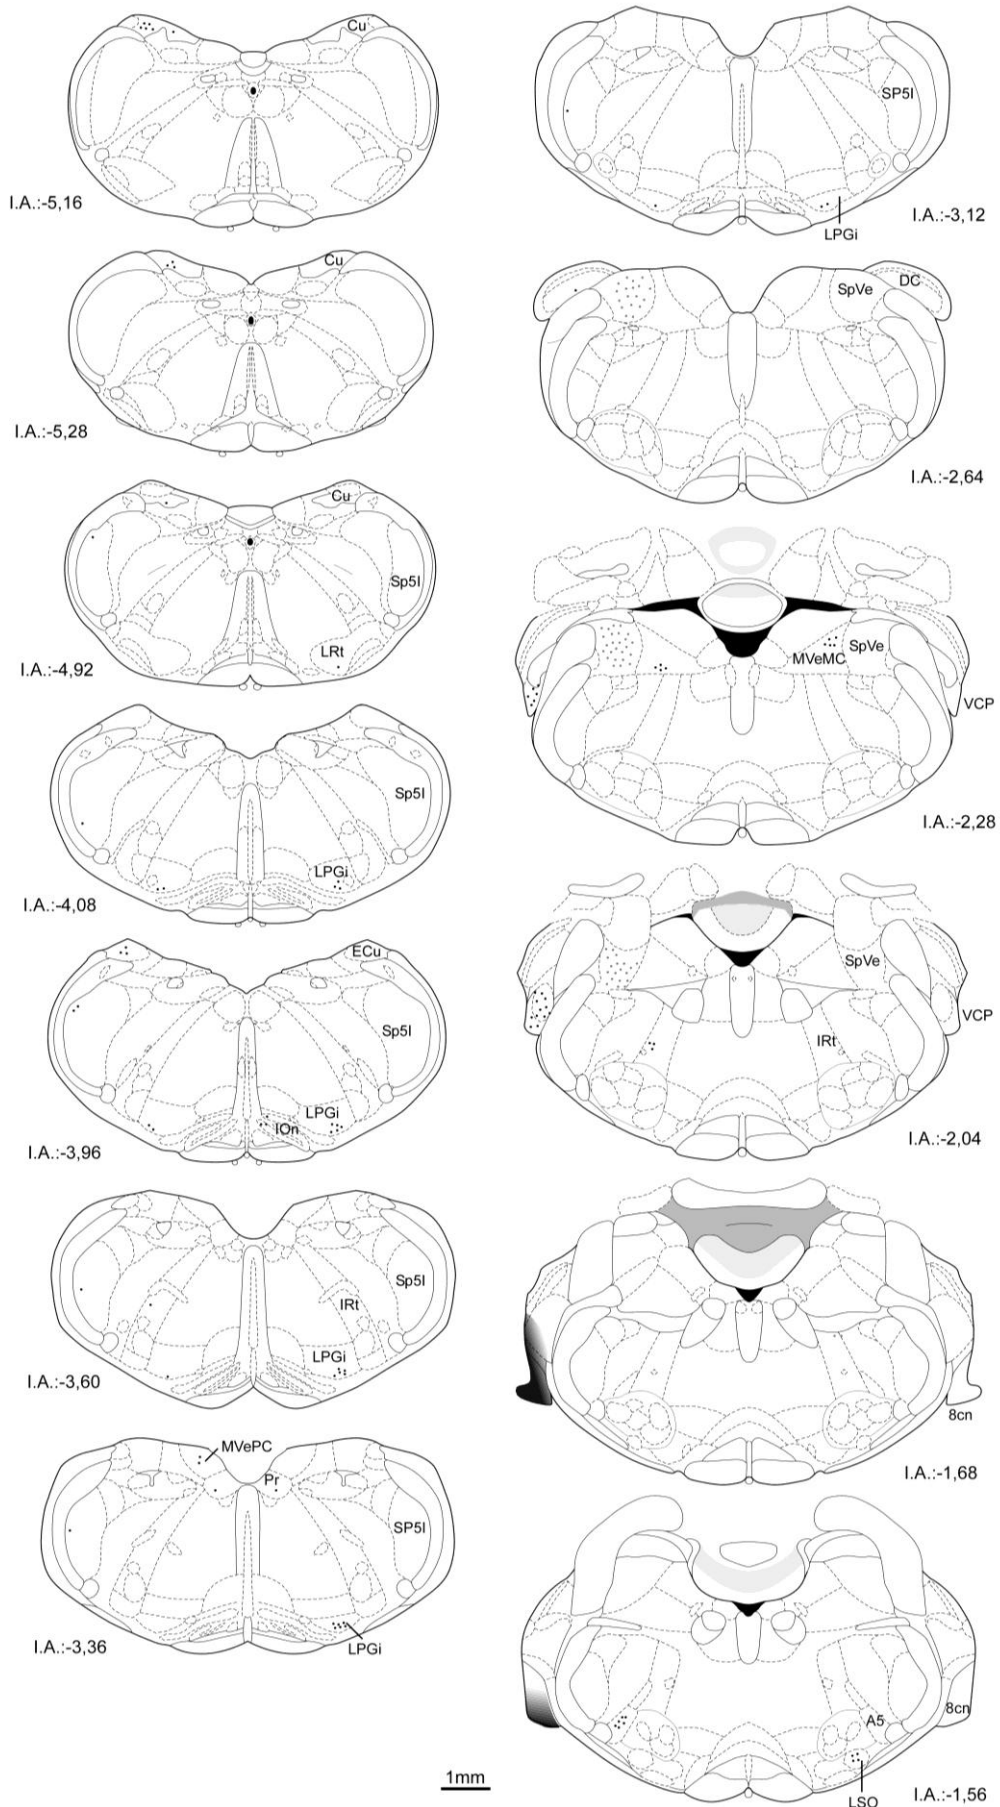 Cu
I.A.:-5,16
Cu
I.A.:-5,28
Cu
Sp5I
LRt
I.A.:-4,92
Sp5I
LPGi
I.A.:-4,08
ECu
Sp5I
LPGi
IOn
I.A.:-3,96
Sp5I
IRt
LPGi
I.A.:-3,60
MVePC
Pr
SP5I
I.A.:-3,36
LPGi
SP5I
I.A.:-3,12
LPGi
DC
SpVe
I.A.:-2,64
SpVe
MVeMC
VCP
I.A.:-2,28
SpVe
VCP
IRt
I.A.:-2,04
8cn
I.A.:-1,68
8cn
A5
I.A.:-1,56
LSO
1mm